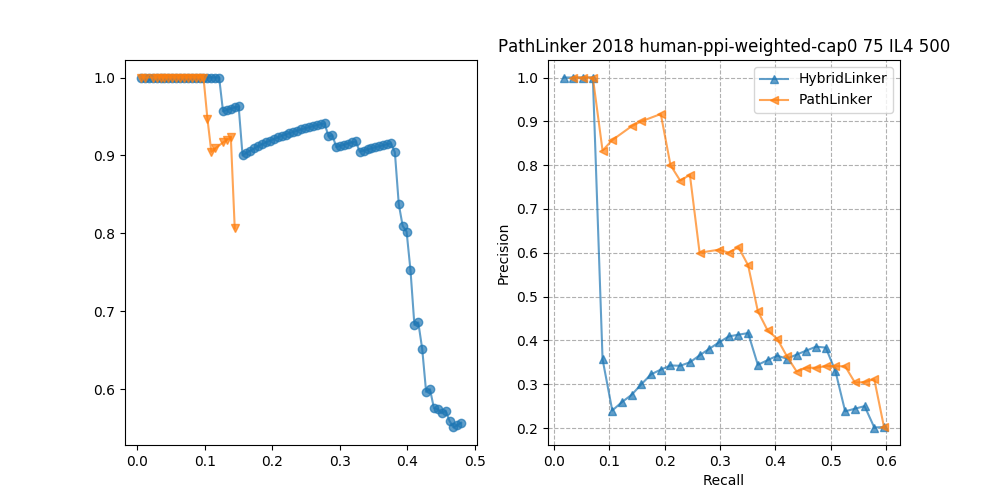 PathLinker 2018 human-ppi-weighted-cap0 75 IL4 500
1.0
0.9
0.8
0.7
0.6
0.0 0.1 0.2 0.3 0.4 0.5
HybridLinker
PathLinker
Precision
1.0
0.9
0.8
0.7
0.6
0.5
0.4
0.3
0.2
0.0 0.1 0.2 0.3 0.4 0.5 0.6
Recall